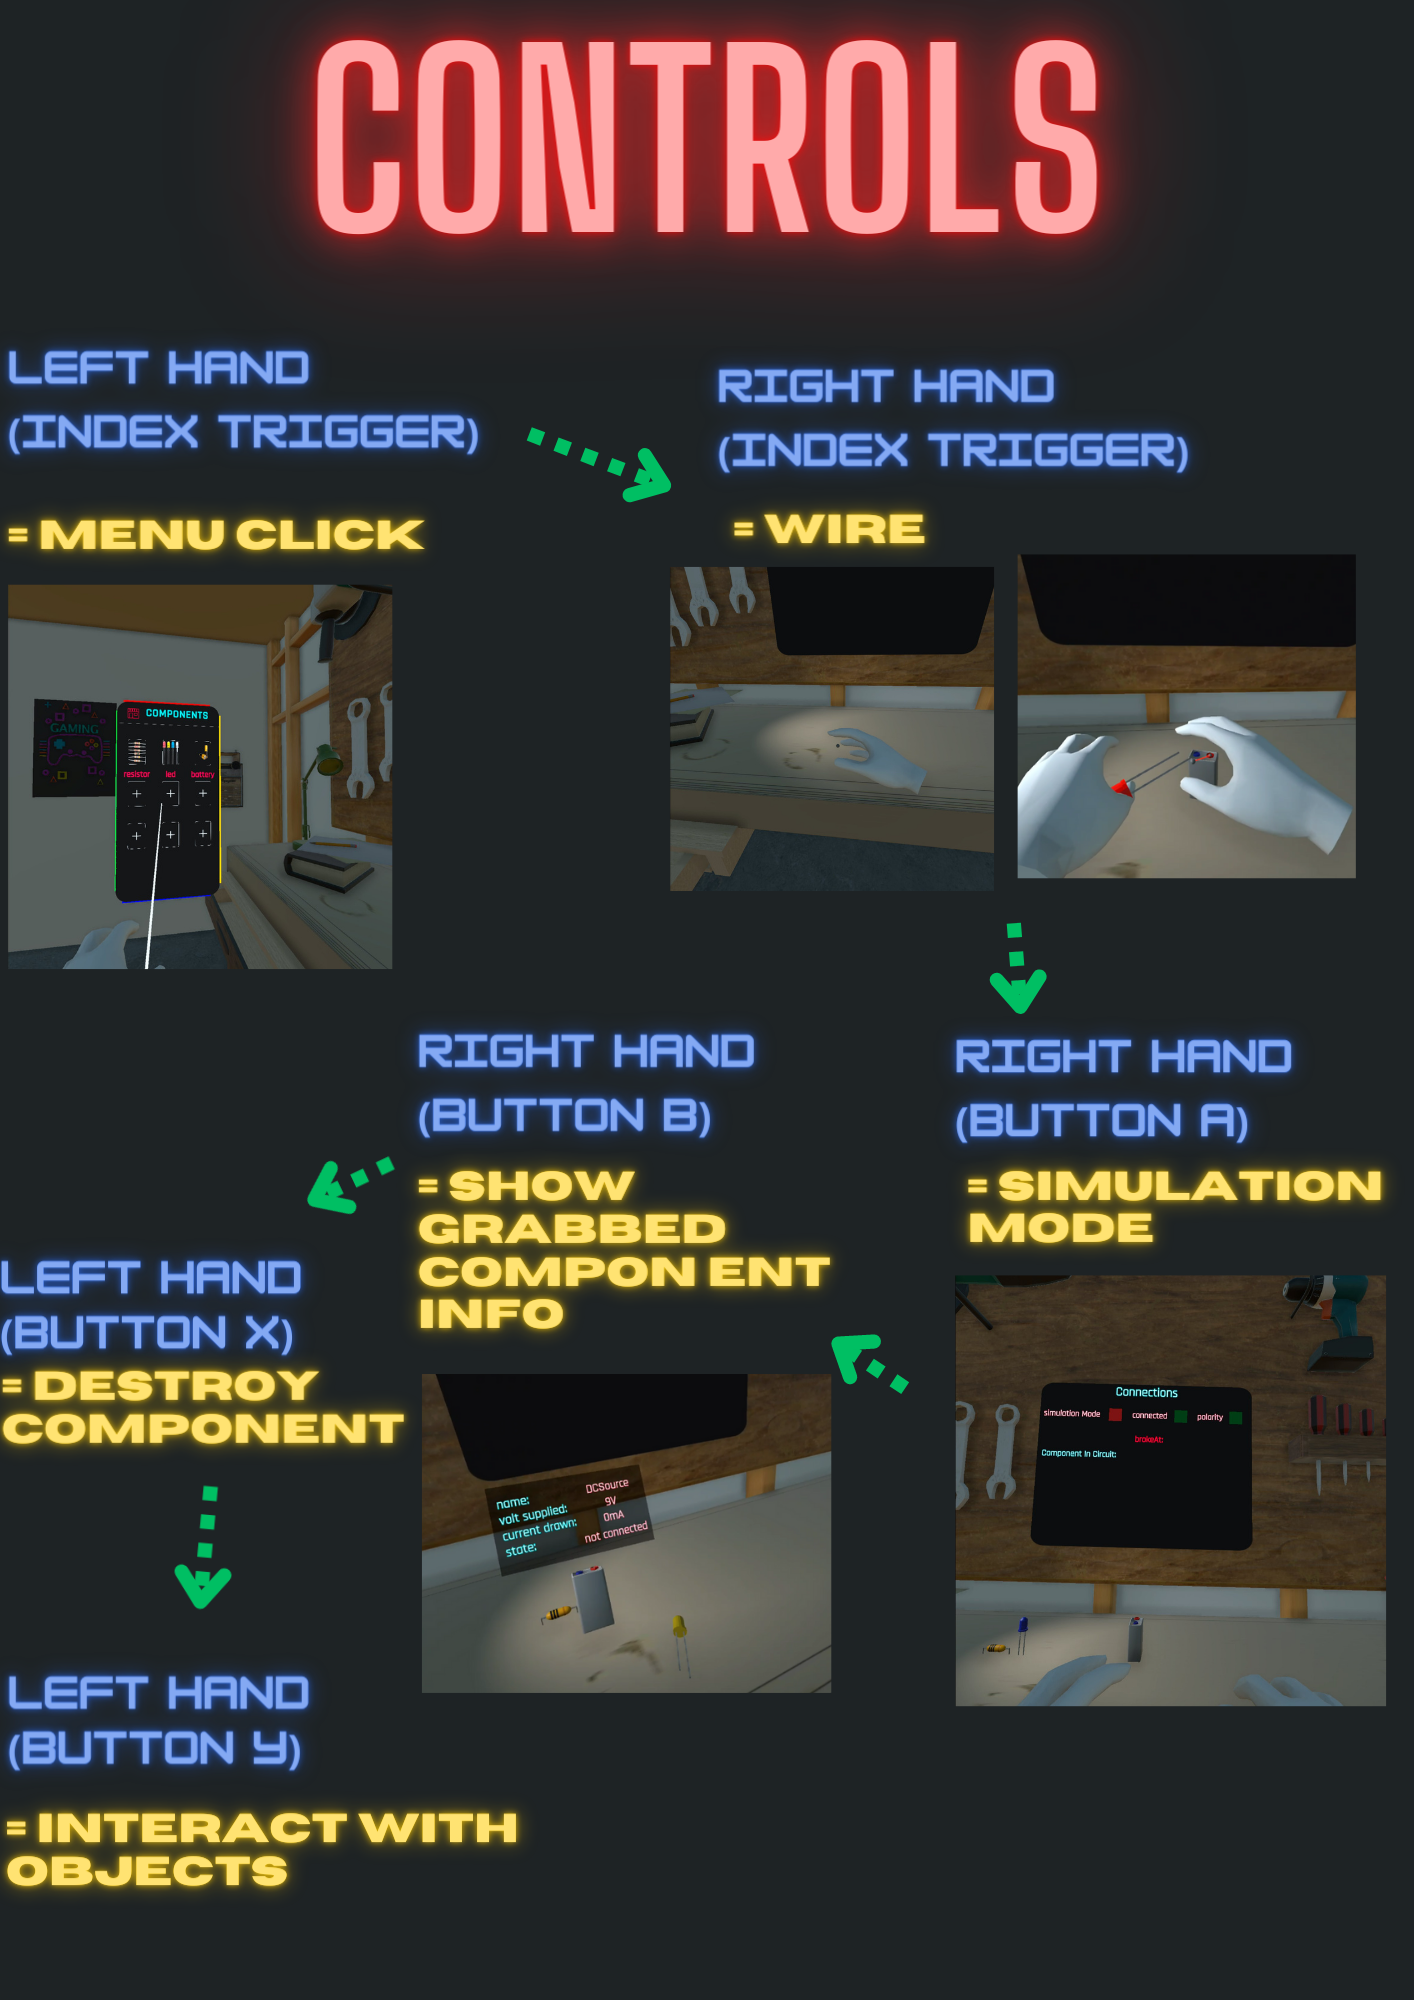 CONTROLS
LEFT HAND
(INDEX TRIGGER)
= MENU CLICK
GAMING
COMPONENTS
resistor led battery
RIGHT HAND
(INDEX TRIGGER)
= WIRE
RIGHT HAND
(BUTTON A)
= SIMULATION
MODE
Connections
simulation Mode connected polarity
brokeAt:
Component In Circuit:
RIGHT HAND
(BUTTON B)
= SHOW
GRABBED
COMPON ENT
INFO
name: DCSource
volt supplied: 9V
current drawn: 0mA
state: not connected
LEFT HAND
(BUTTON X)
= DESTROY
COMPONENT
LEFT HAND
(BUTTON Y)
= INTERACT WITH
OBJECTS